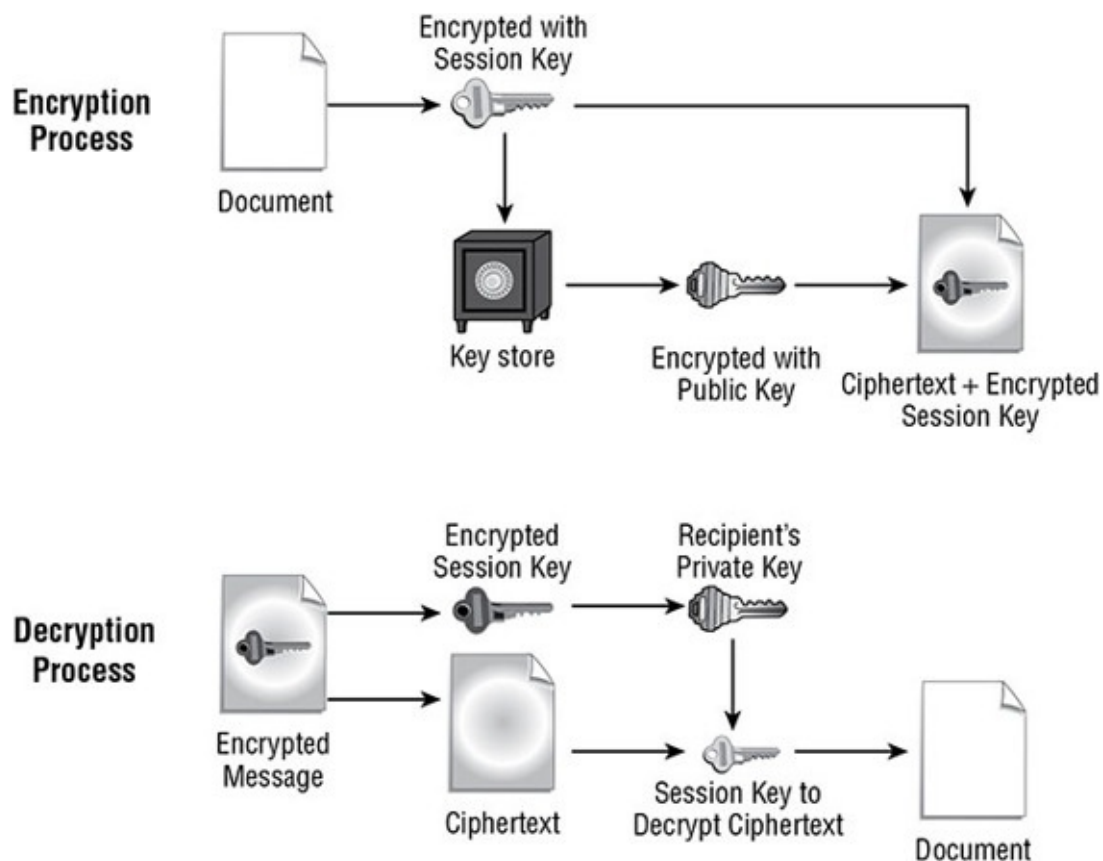 Encryption
Process
Document
Encrypted with
Session Key
Key store
Encrypted with
Public Key
Ciphertext + Encrypted
Session Key
Decryption
Process
Encrypted
Message
Encrypted
Session Key
Ciphertext
Recipient's
Private Key
Session Key to
Decrypt Ciphertext
Document